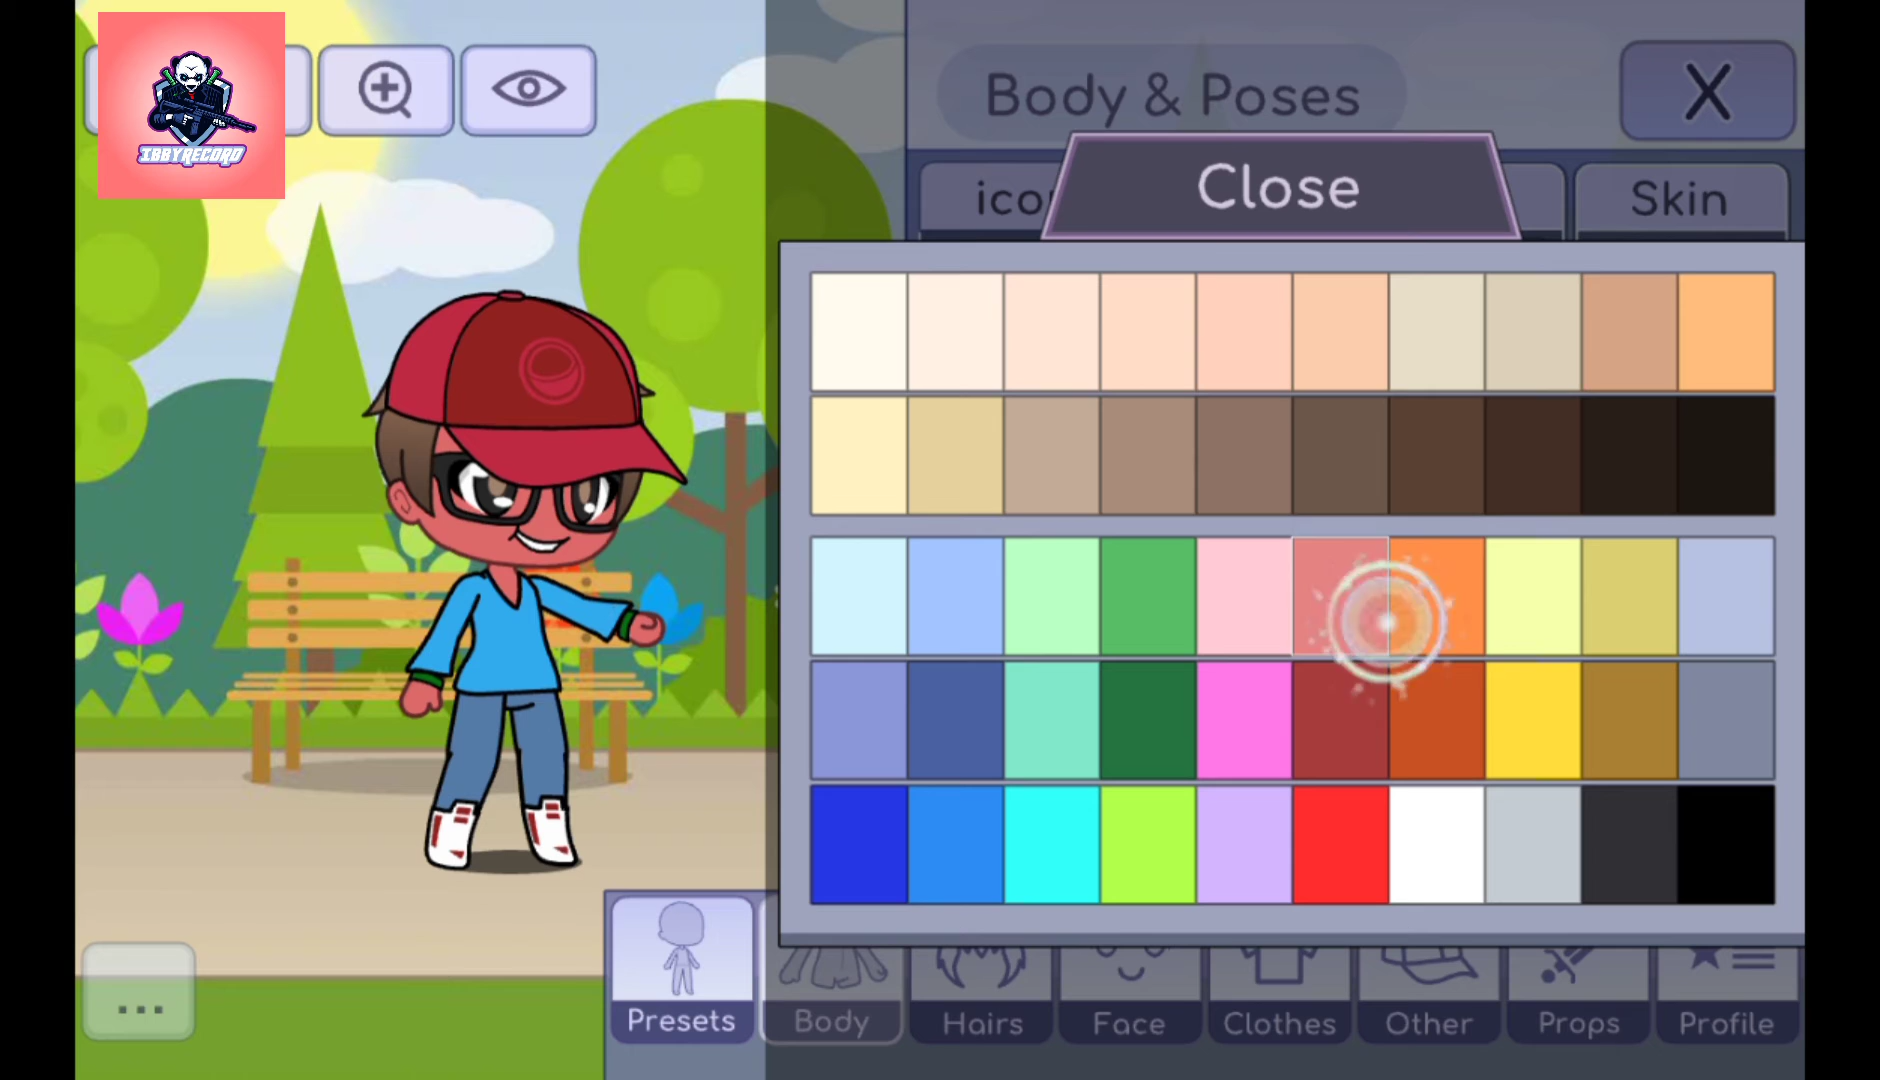 IBBYRECORD
Body & Poses
X
Close
ico
Skin
...
Presets
Body
Hairs
Face
Clothes
Other
Props
Profile